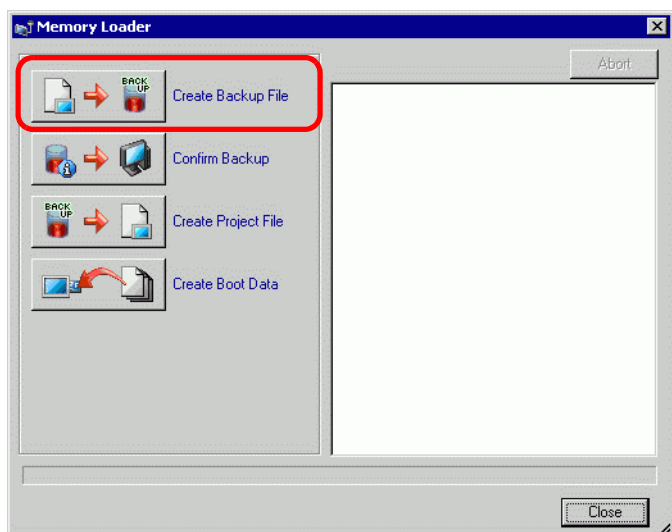 Memory Loader
Abort
BACK
UP
Create Backup File
Confirm Backup
BACK
UP
Create Project File
Create Boot Data
Close